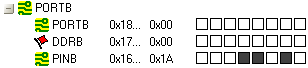 PORTB
PORTB 0x18... 0x00
DDRB 0x17... 0x00
PINB 0x16... 0x1A